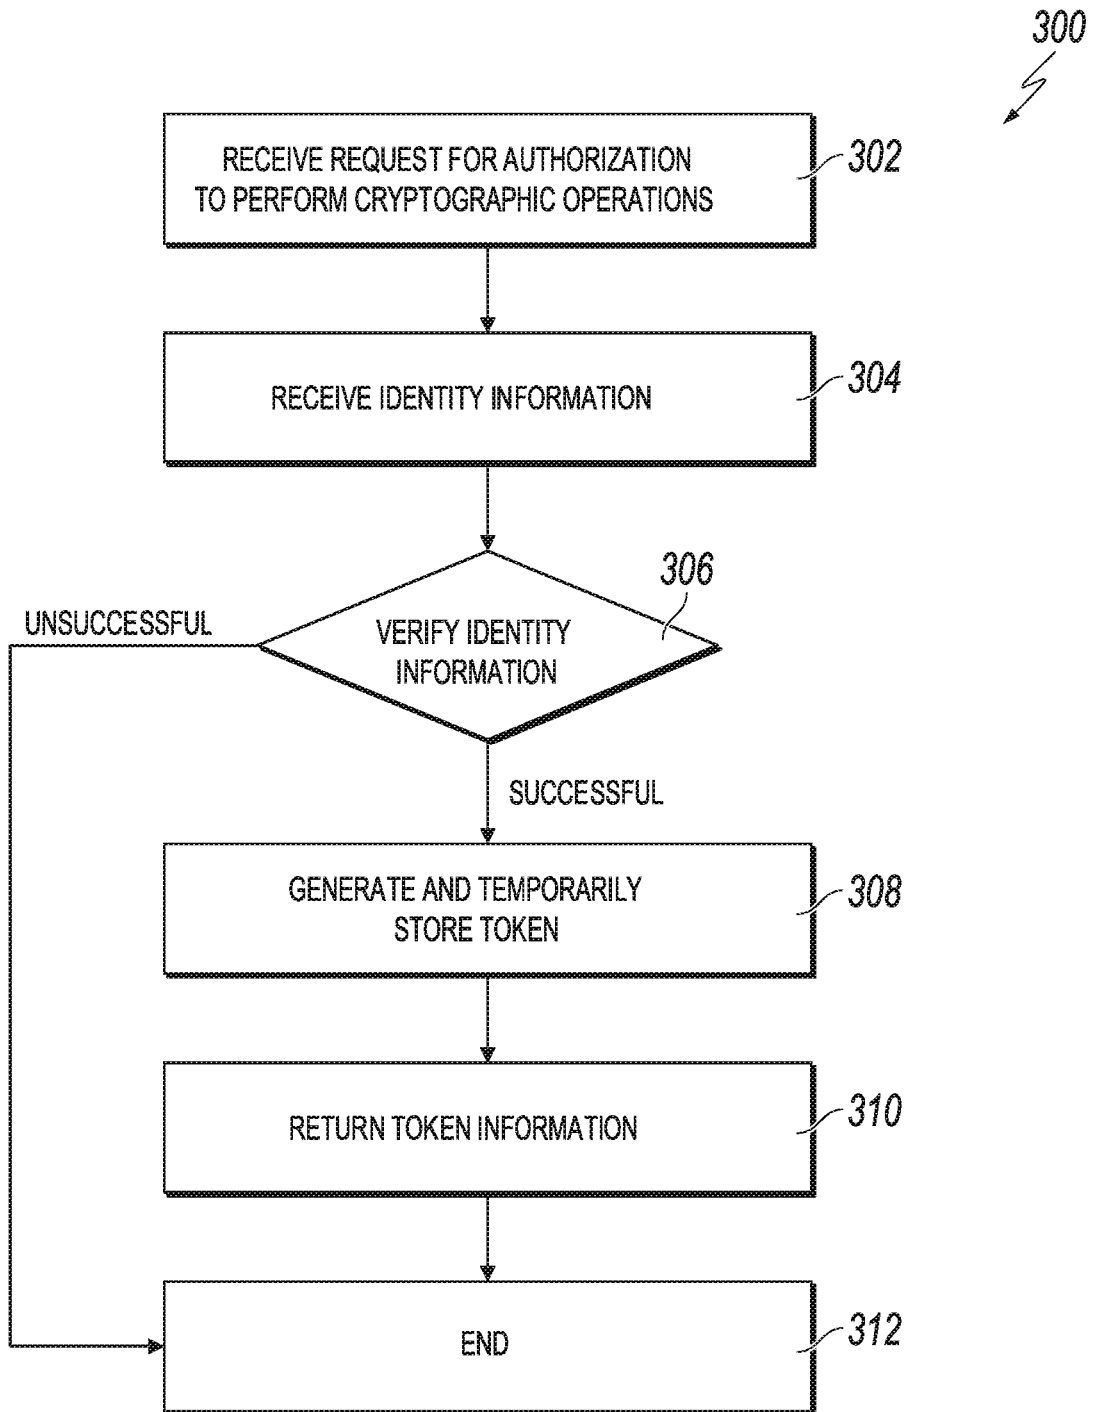 300
RECEIVE REQUEST FOR AUTHORIZATION
TO PERFORM CRYPTOGRAPHIC OPERATIONS
302
RECEIVE IDENTITY INFORMATION
304
306
UNSUCCESSFUL
VERIFY IDENTITY
INFORMATION
SUCCESSFUL
GENERATE AND TEMPORARILY
STORE TOKEN
308
RETURN TOKEN INFORMATION
310
END
312